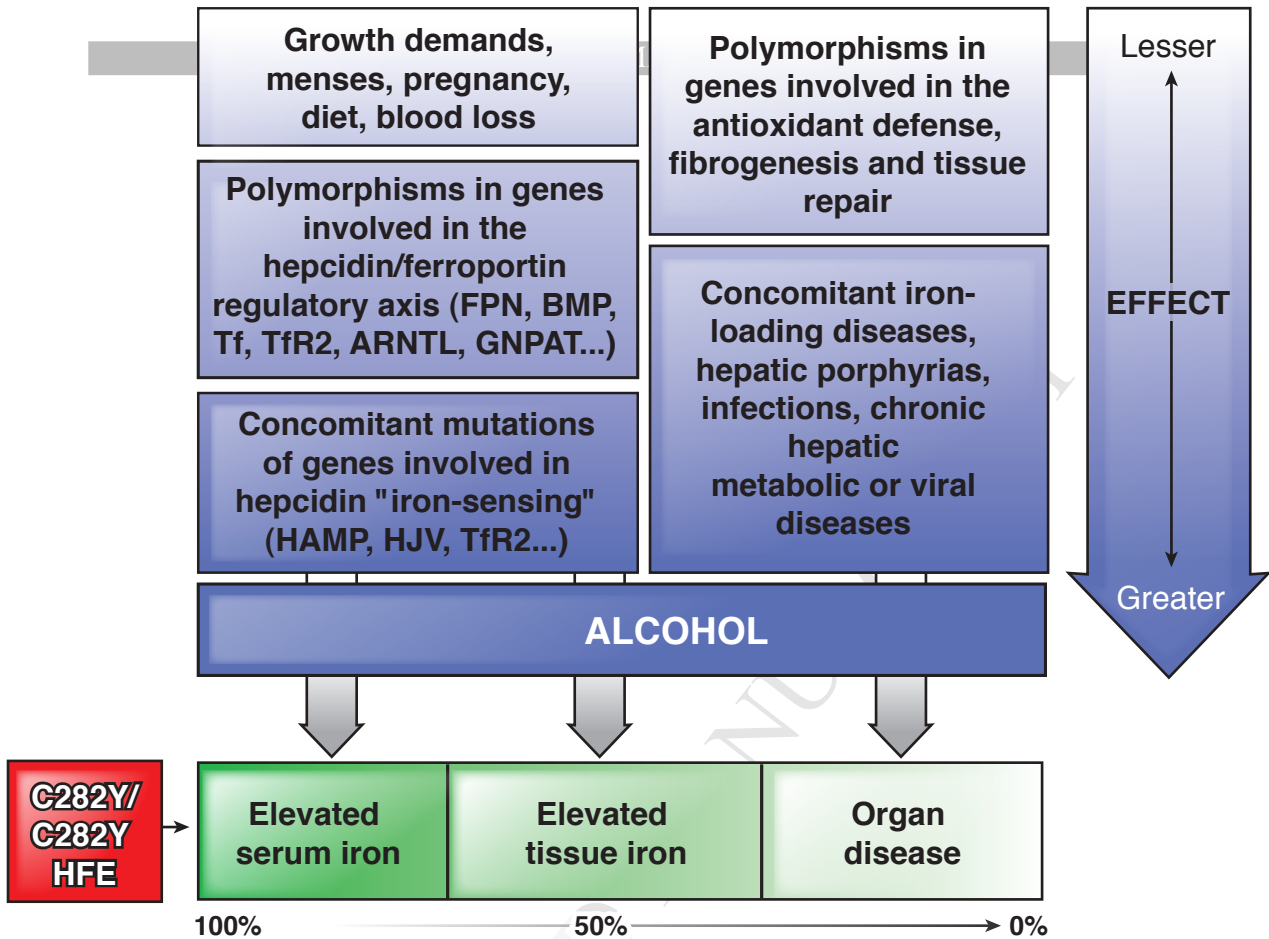 Growth demands,
menses, pregnancy,
diet, blood loss
Polymorphisms in genes
involved in the
hepcidin/ferroportin
regulatory axis (FPN, BMP,
Tf, TfR2, ARNTL, GNPAT...)
Concomitant mutations
of genes involved in
hepcidin "iron-sensing"
(HAMP, HJV, TfR2...)
Polymorphisms in
genes involved in the
antioxidant defense,
fibrogenesis and tissue
repair
Concomitant iron-
loading diseases,
hepatic porphyrias,
infections, chronic
hepatic
metabolic or viral
diseases
Lesser
EFFECT
Greater
ALCOHOL
C282Y/
C282Y
HFE
Elevated
serum iron
Elevated
tissue iron
Organ
disease
100%
50%
0%